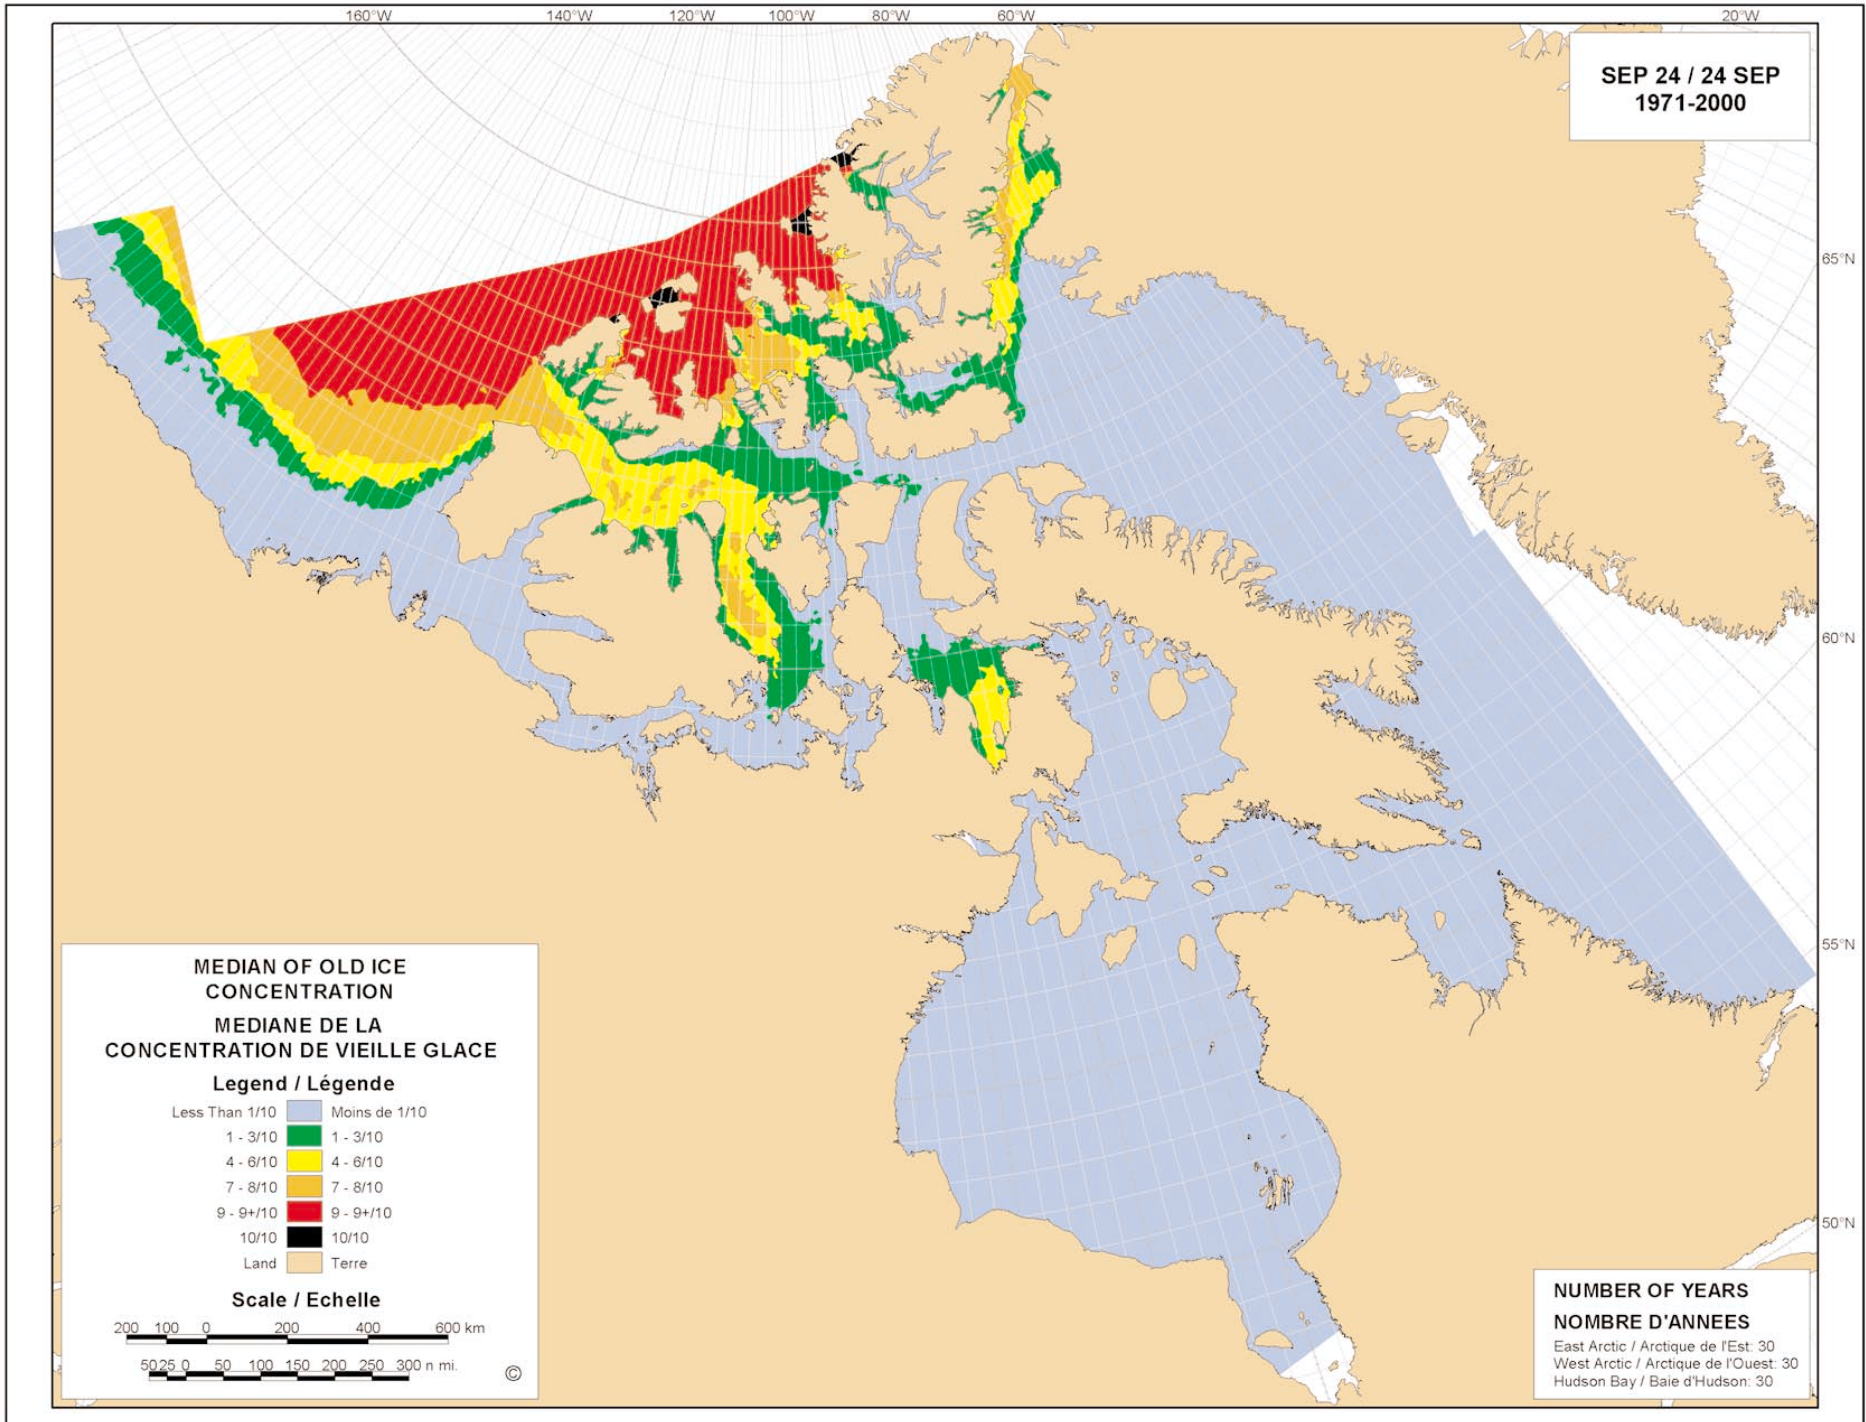 160°W 140°W 120°W 100°W 80°W 60°W 20°W
SEP 24 / 24 SEP
1971-2000
65°N
60°N
55°N
50°N
MEDIAN OF OLD ICE
CONCENTRATION
MEDIANE DE LA
CONCENTRATION DE VIEILLE GLACE
Legend / Légende
Less Than 1/10 Moins de 1/10
1 - 3/10 1 - 3/10
4 - 6/10 4 - 6/10
7 - 8/10 7 - 8/10
9 - 9+/10 9 - 9+/10
10/10 10/10
Land Terre
Scale / Echelle
200 100 0 200 400 600 km
50 25 0 50 100 150 200 250 300 n mi.
©
NUMBER OF YEARS
NOMBRE D'ANNEES
East Arctic / Arctique de l'Est: 30
West Arctic / Arctique de l'Ouest: 30
Hudson Bay / Baie d'Hudson: 30